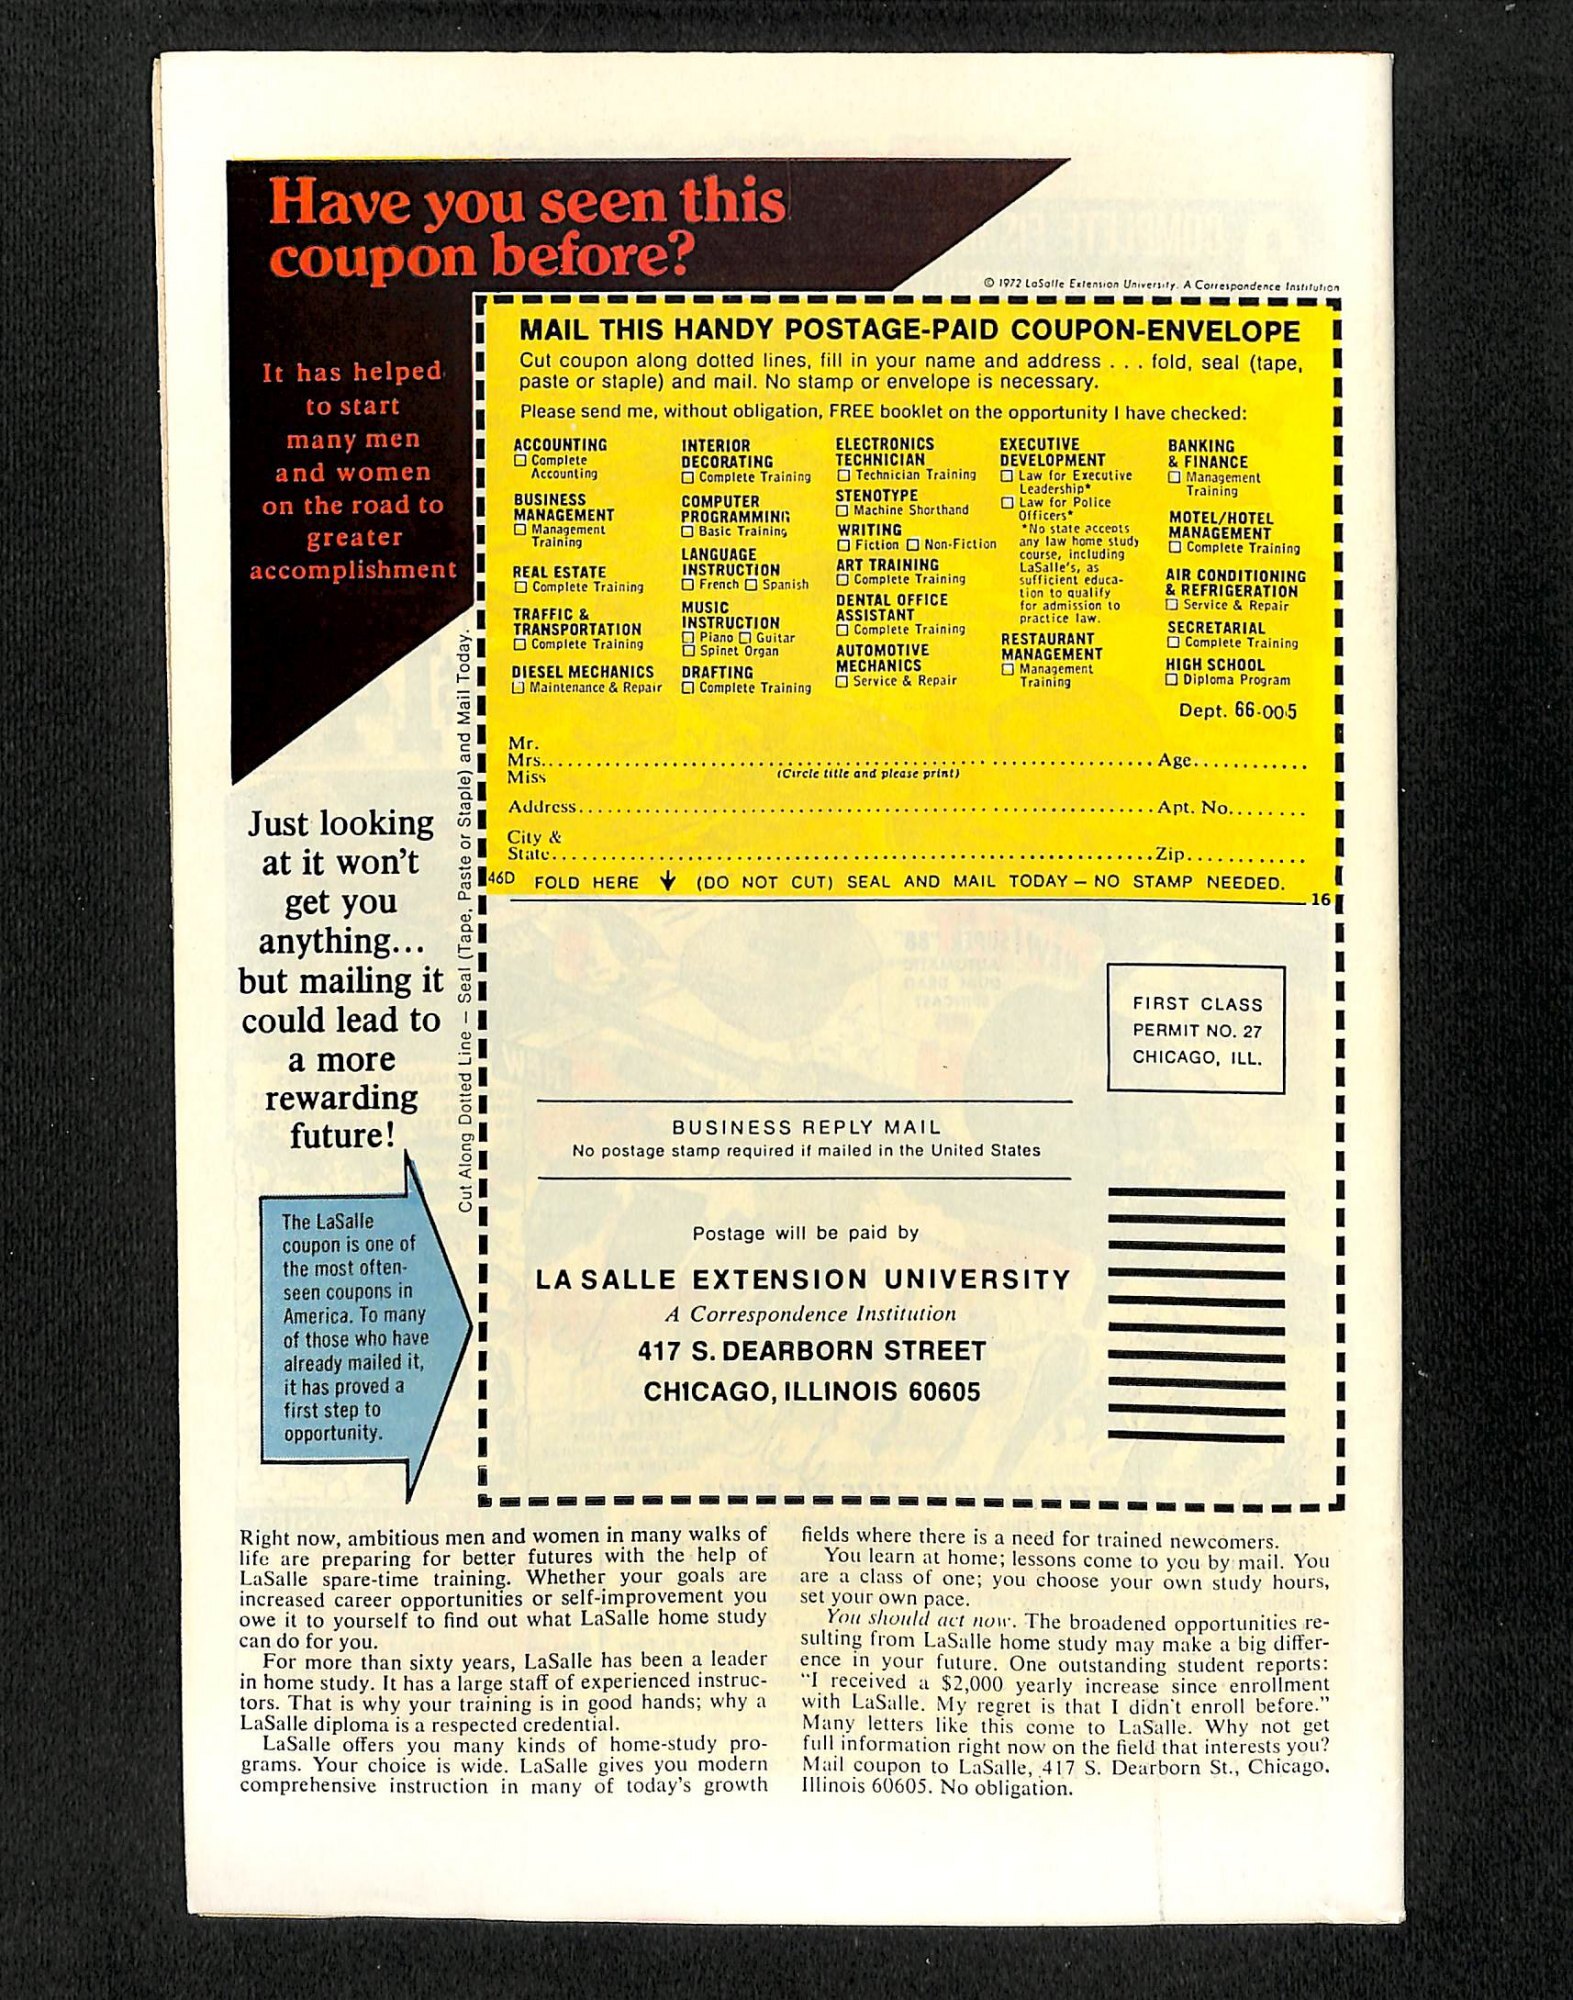 Have you seen this
coupon before?
© 1972 LaSalle Extension University. A Correspondence Institution
It has helped
to start
many men
and women
on the road to
greater
accomplishment
Just looking
at it won't
get you
anything...
but mailing it
could lead to
a more
rewarding
future!
The LaSalle
coupon is one of
the most often-
seen coupons in
America. To many
of those who have
already mailed it,
it has proved a
first step to
opportunity.
Cut Along Dotted Line – Seal (Tape, Paste or Staple) and Mail Today.
MAIL THIS HANDY POSTAGE-PAID COUPON-ENVELOPE
Cut coupon along dotted lines, fill in your name and address . . . fold, seal (tape,
paste or staple) and mail. No stamp or envelope is necessary.
Please send me, without obligation, FREE booklet on the opportunity I have checked:
ACCOUNTING
☐ Complete
Accounting
BUSINESS
MANAGEMENT
☐ Management
Training
REAL ESTATE
☐ Complete Training
TRAFFIC &
TRANSPORTATION
☐ Complete Training
DIESEL MECHANICS
☐ Maintenance & Repair
INTERIOR
DECORATING
☐ Complete Training
COMPUTER
PROGRAMMING
☐ Basic Training
LANGUAGE
INSTRUCTION
☐ French ☐ Spanish
MUSIC
INSTRUCTION
☐ Piano ☐ Guitar
☐ Spinet Organ
DRAFTING
☐ Complete Training
ELECTRONICS
TECHNICIAN
☐ Technician Training
STENOTYPE
☐ Machine Shorthand
WRITING
☐ Fiction ☐ Non-Fiction
ART TRAINING
☐ Complete Training
DENTAL OFFICE
ASSISTANT
☐ Complete Training
AUTOMOTIVE
MECHANICS
☐ Service & Repair
EXECUTIVE
DEVELOPMENT
☐ Law for Executive
Leadership*
☐ Law for Police
Officers*
*No state accepts
any law home study
course, including
LaSalle's, as
sufficient educa-
tion to qualify
for admission to
practice law.
RESTAURANT
MANAGEMENT
☐ Management
Training
BANKING
& FINANCE
☐ Management
Training
MOTEL/HOTEL
MANAGEMENT
☐ Complete Training
AIR CONDITIONING
& REFRIGERATION
☐ Service & Repair
SECRETARIAL
☐ Complete Training
HIGH SCHOOL
☐ Diploma Program
Dept. 66-005
Mr.
Mrs. Age
Miss
(Circle title and please print)
Address Apt. No.
City &
State Zip
46D FOLD HERE ↓ (DO NOT CUT) SEAL AND MAIL TODAY – NO STAMP NEEDED.
16
FIRST CLASS
PERMIT NO. 27
CHICAGO, ILL.
BUSINESS REPLY MAIL
No postage stamp required if mailed in the United States
Postage will be paid by
LA SALLE EXTENSION UNIVERSITY
A Correspondence Institution
417 S. DEARBORN STREET
CHICAGO, ILLINOIS 60605
Right now, ambitious men and women in many walks of
life are preparing for better futures with the help of
LaSalle spare-time training. Whether your goals are
increased career opportunities or self-improvement you
owe it to yourself to find out what LaSalle home study
can do for you.
For more than sixty years, LaSalle has been a leader
in home study. It has a large staff of experienced instruc-
tors. That is why your training is in good hands; why a
LaSalle diploma is a respected credential.
LaSalle offers you many kinds of home-study pro-
grams. Your choice is wide. LaSalle gives you modern
comprehensive instruction in many of today's growth
fields where there is a need for trained newcomers.
You learn at home; lessons come to you by mail. You
are a class of one; you choose your own study hours,
set your own pace.
You should act now. The broadened opportunities re-
sulting from LaSalle home study may make a big differ-
ence in your future. One outstanding student reports:
"I received a $2,000 yearly increase since enrollment
with LaSalle. My regret is that I didn't enroll before."
Many letters like this come to LaSalle. Why not get
full information right now on the field that interests you?
Mail coupon to LaSalle, 417 S. Dearborn St., Chicago,
Illinois 60605. No obligation.